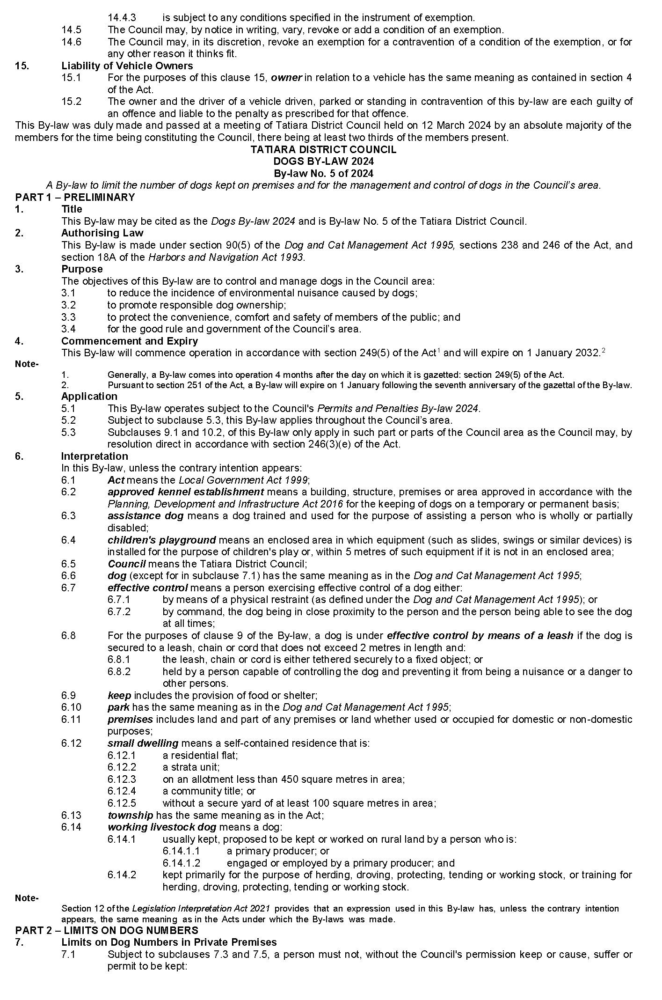 14.4.3 is subject to any conditions specified in the instrument of exemption.
14.5 The Council may, by notice in writing, vary, revoke or add a condition of an exemption.
14.6 The Council may, in its discretion, revoke an exemption for a contravention of a condition of the exemption, or for
any other reason it thinks fit.
15. Liability of Vehicle Owners
15.1 For the purposes of this clause 15, owner in relation to a vehicle has the same meaning as contained in section 4
of the Act.
15.2 The owner and the driver of a vehicle driven, parked or standing in contravention of this by-law are each guilty of
an offence and liable to the penalty as prescribed for that offence.
This By-law was duly made and passed at a meeting of Tatiara District Council held on 12 March 2024 by an absolute majority of the
members for the time being constituting the Council, there being at least two thirds of the members present.
TATIARA DISTRICT COUNCIL
DOGS BY-LAW 2024
By-law No. 5 of 2024
A By-law to limit the number of dogs kept on premises and for the management and control of dogs in the Council’s area.
PART 1 – PRELIMINARY
1. Title
This By-law may be cited as the Dogs By-law 2024 and is By-law No. 5 of the Tatiara District Council.
2. Authorising Law
This By-law is made under section 90(5) of the Dog and Cat Management Act 1995, sections 238 and 246 of the Act, and
section 18A of the Harbors and Navigation Act 1993.
3. Purpose
The objectives of this By-law are to control and manage dogs in the Council area:
3.1 to reduce the incidence of environmental nuisance caused by dogs;
3.2 to promote responsible dog ownership;
3.3 to protect the convenience, comfort and safety of members of the public; and
3.4 for the good rule and government of the Council’s area.
4. Commencement and Expiry
This By-law will commence operation in accordance with section 249(5) of the Act¹ and will expire on 1 January 2032.²
Note-
1. Generally, a By-law comes into operation 4 months after the day on which it is gazetted: section 249(5) of the Act.
2. Pursuant to section 251 of the Act, a By-law will expire on 1 January following the seventh anniversary of the gazettal of the By-law.
5. Application
5.1 This By-law operates subject to the Council's Permits and Penalties By-law 2024.
5.2 Subject to subclause 5.3, this By-law applies throughout the Council’s area.
5.3 Subclauses 9.1 and 10.2, of this By-law only apply in such part or parts of the Council area as the Council may, by
resolution direct in accordance with section 246(3)(e) of the Act.
6. Interpretation
In this By-law, unless the contrary intention appears:
6.1 Act means the Local Government Act 1999;
6.2 approved kennel establishment means a building, structure, premises or area approved in accordance with the
Planning, Development and Infrastructure Act 2016 for the keeping of dogs on a temporary or permanent basis;
6.3 assistance dog means a dog trained and used for the purpose of assisting a person who is wholly or partially
disabled;
6.4 children's playground means an enclosed area in which equipment (such as slides, swings or similar devices) is
installed for the purpose of children's play or, within 5 metres of such equipment if it is not in an enclosed area;
6.5 Council means the Tatiara District Council;
6.6 dog (except for in subclause 7.1) has the same meaning as in the Dog and Cat Management Act 1995;
6.7 effective control means a person exercising effective control of a dog either:
6.7.1 by means of a physical restraint (as defined under the Dog and Cat Management Act 1995); or
6.7.2 by command, the dog being in close proximity to the person and the person being able to see the dog
at all times;
6.8 For the purposes of clause 9 of the By-law, a dog is under effective control by means of a leash if the dog is
secured to a leash, chain or cord that does not exceed 2 metres in length and:
6.8.1 the leash, chain or cord is either tethered securely to a fixed object; or
6.8.2 held by a person capable of controlling the dog and preventing it from being a nuisance or a danger to
other persons.
6.9 keep includes the provision of food or shelter;
6.10 park has the same meaning as in the Dog and Cat Management Act 1995;
6.11 premises includes land and part of any premises or land whether used or occupied for domestic or non-domestic
purposes;
6.12 small dwelling means a self-contained residence that is:
6.12.1 a residential flat;
6.12.2 a strata unit;
6.12.3 on an allotment less than 450 square metres in area;
6.12.4 a community title; or
6.12.5 without a secure yard of at least 100 square metres in area;
6.13 township has the same meaning as in the Act;
6.14 working livestock dog means a dog:
6.14.1 usually kept, proposed to be kept or worked on rural land by a person who is:
6.14.1.1 a primary producer; or
6.14.1.2 engaged or employed by a primary producer; and
6.14.2 kept primarily for the purpose of herding, droving, protecting, tending or working stock, or training for
herding, droving, protecting, tending or working stock.
Note-
Section 12 of the Legislation Interpretation Act 2021 provides that an expression used in this By-law has, unless the contrary intention
appears, the same meaning as in the Acts under which the By-laws was made.
PART 2 – LIMITS ON DOG NUMBERS
7. Limits on Dog Numbers in Private Premises
7.1 Subject to subclauses 7.3 and 7.5, a person must not, without the Council's permission keep or cause, suffer or
permit to be kept: